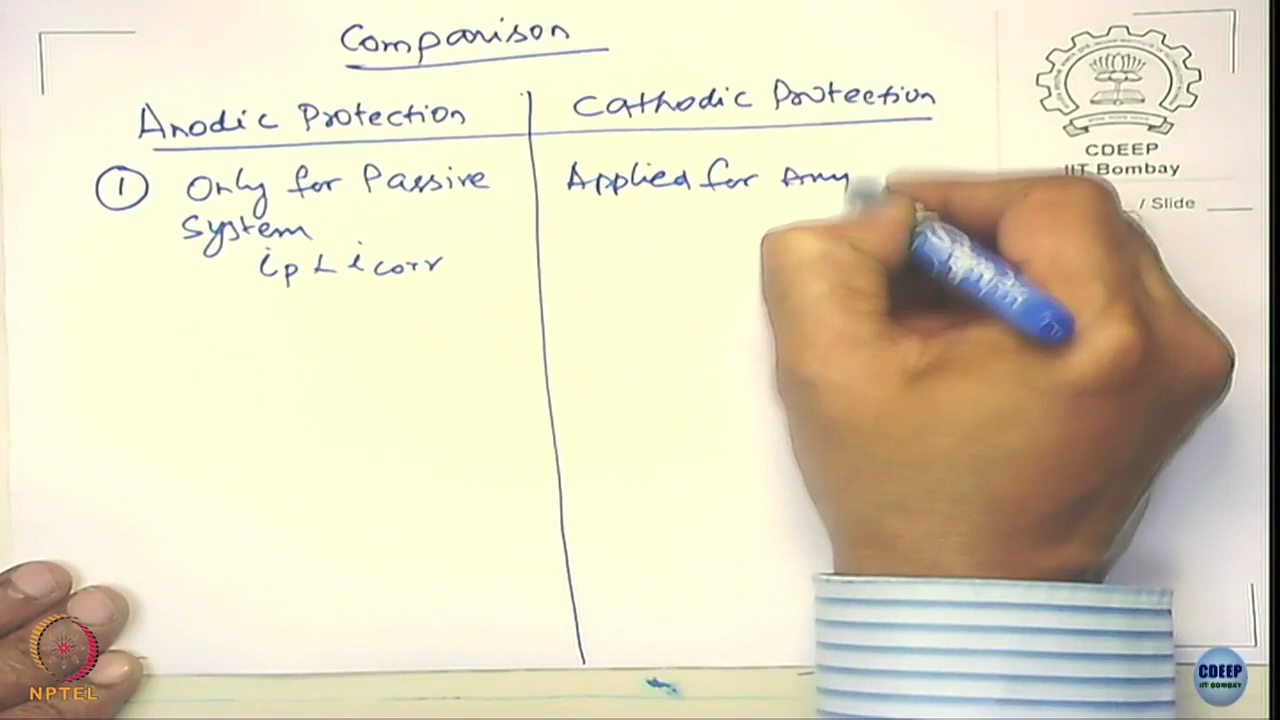 Comparison
Anodic Protection
Cathodic Protection
① Only for Passive
System
ip < icorr
Applied for Any
CDEEP
IIT Bombay
/ Slide
NPTEL
CDEEP
IIT BOMBAY